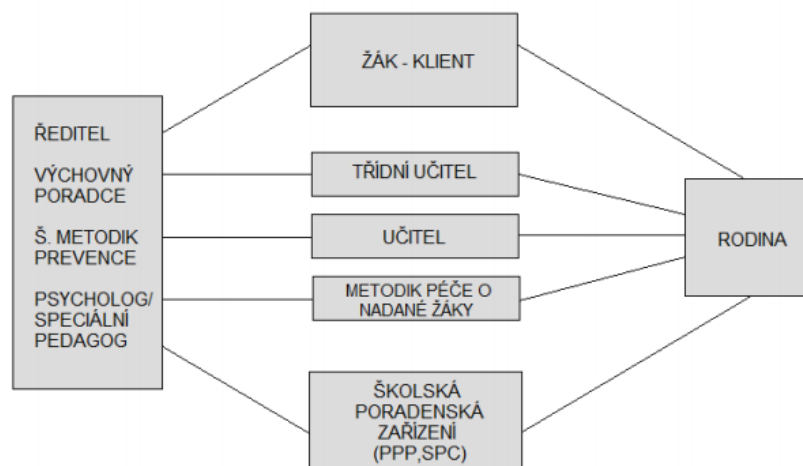 ŽÁK - KLIENT
ŘEDITEL
VÝCHOVNÝ
PORADCE
Š. METODIK
PREVENCE
PSYCHOLOG/
SPECIÁLNÍ
PEDAGOG
TŘÍDNÍ UČITEL
UČITEL
METODIK PÉČE O
NADANÉ ŽÁKY
ŠKOLSKÁ
PORADENSKÁ
ZAŘÍZENÍ
(PPP,SPC)
RODINA